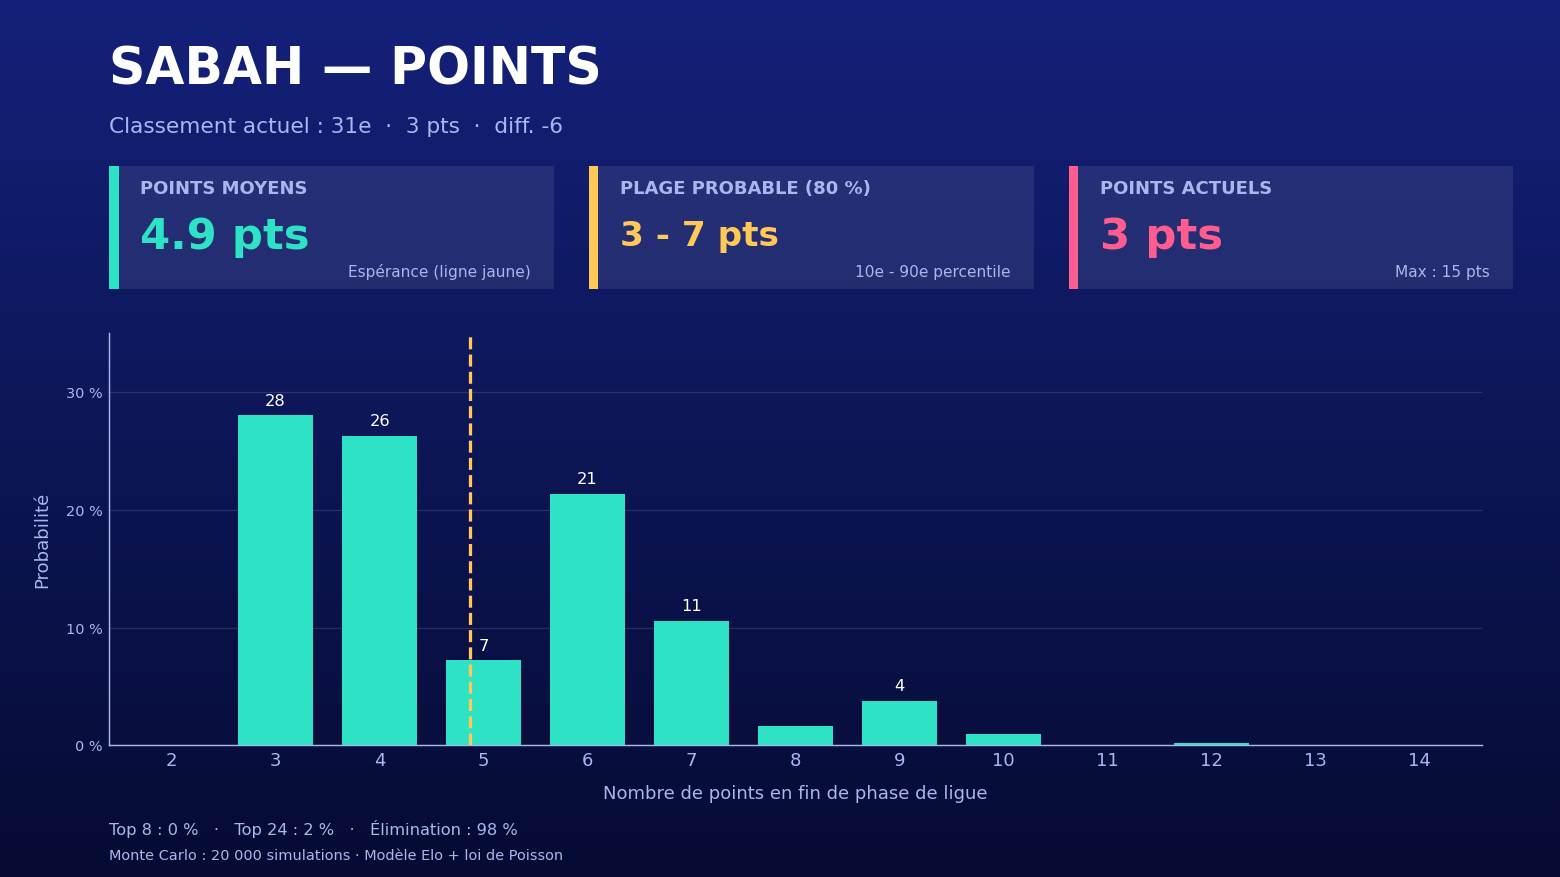 SABAH — POINTS
Classement actuel : 31e · 3 pts · diff. -6
POINTS MOYENS
4.9 pts
Espérance (ligne jaune)
PLAGE PROBABLE (80 %)
3 - 7 pts
10e - 90e percentile
POINTS ACTUELS
3 pts
Max : 15 pts
Probabilité
30 %
20 %
10 %
0 %
28
26
7
21
11
4
2 3 4 5 6 7 8 9 10 11 12 13 14
Nombre de points en fin de phase de ligue
Top 8 : 0 % · Top 24 : 2 % · Élimination : 98 %
Monte Carlo : 20 000 simulations · Modèle Elo + loi de Poisson